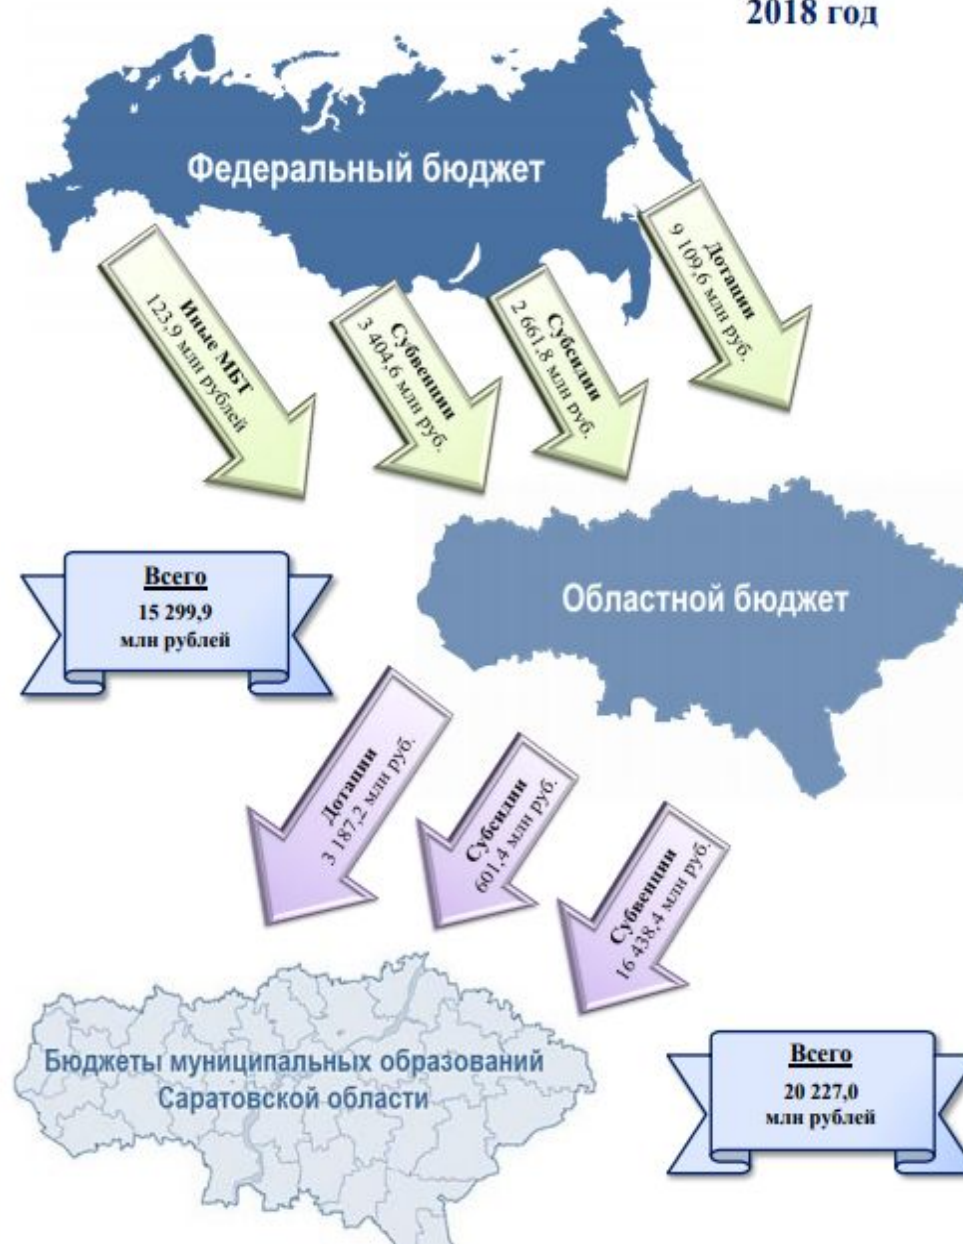 2018 год
Федеральный бюджет
Иные МБТ
123,9 млн рублей
Субвенции
3 404,6 млн руб.
Субсидии
2 661,8 млн руб.
Дотации
9 109,6 млн руб.
Всего
15 299,9
млн рублей
Областной бюджет
Дотации
3 187,2 млн руб.
Субсидии
601,4 млн руб.
Субвенции
16 438,4 млн руб.
Бюджеты муниципальных образований
Саратовской области
Всего
20 227,0
млн рублей